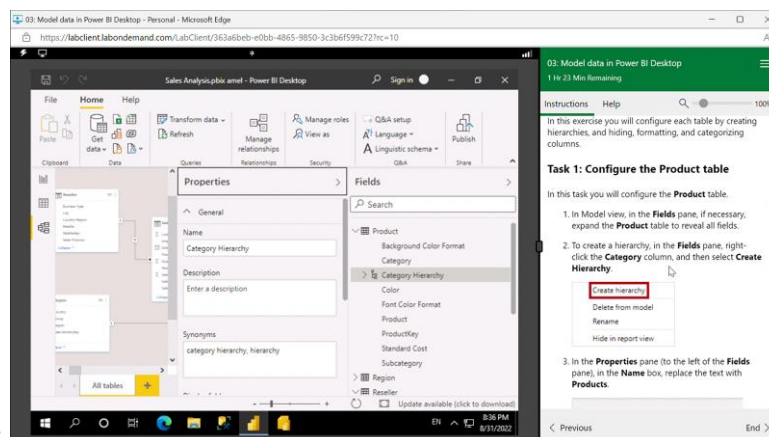 03: Model data in Power BI Desktop - Personal - Microsoft Edge
https://labclient.labondemand.com/LabClient/363a6beb-e0bb-4865-9850-3c3b6f599c72?rc=10
Sales Analysis.pbix amel - Power BI Desktop
Sign in
File Home Help
Paste
Get data
Transform data
Refresh
Manage relationships
Manage roles
View as
Q&A setup
Language
Linguistic schema
Publish
Clipboard Data Queries Relationships Security Q&A Share
Properties
General
Name
Category Hierarchy
Description
Enter a description
Synonyms
category hierarchy, hierarchy
Fields
Search
Product
Background Color Format
Category
Category Hierarchy
Color
Font Color Format
Product
ProductKey
Standard Cost
Subcategory
Region
Reseller
All tables
Update available (click to download)
EN
8:36 PM
8/31/2022
03: Model data in Power BI Desktop
1 Hr 23 Min Remaining
Instructions Help
100%
In this exercise you will configure each table by creating
hierarchies, and hiding, formatting, and categorizing
columns.
Task 1: Configure the Product table
In this task you will configure the Product table.
1. In Model view, in the Fields pane, if necessary,
expand the Product table to reveal all fields.
2. To create a hierarchy, in the Fields pane, right-
click the Category column, and then select Create
Hierarchy.
Create hierarchy
Delete from model
Rename
Hide in report view
3. In the Properties pane (to the left of the Fields
pane), in the Name box, replace the text with
Products.
Previous
End